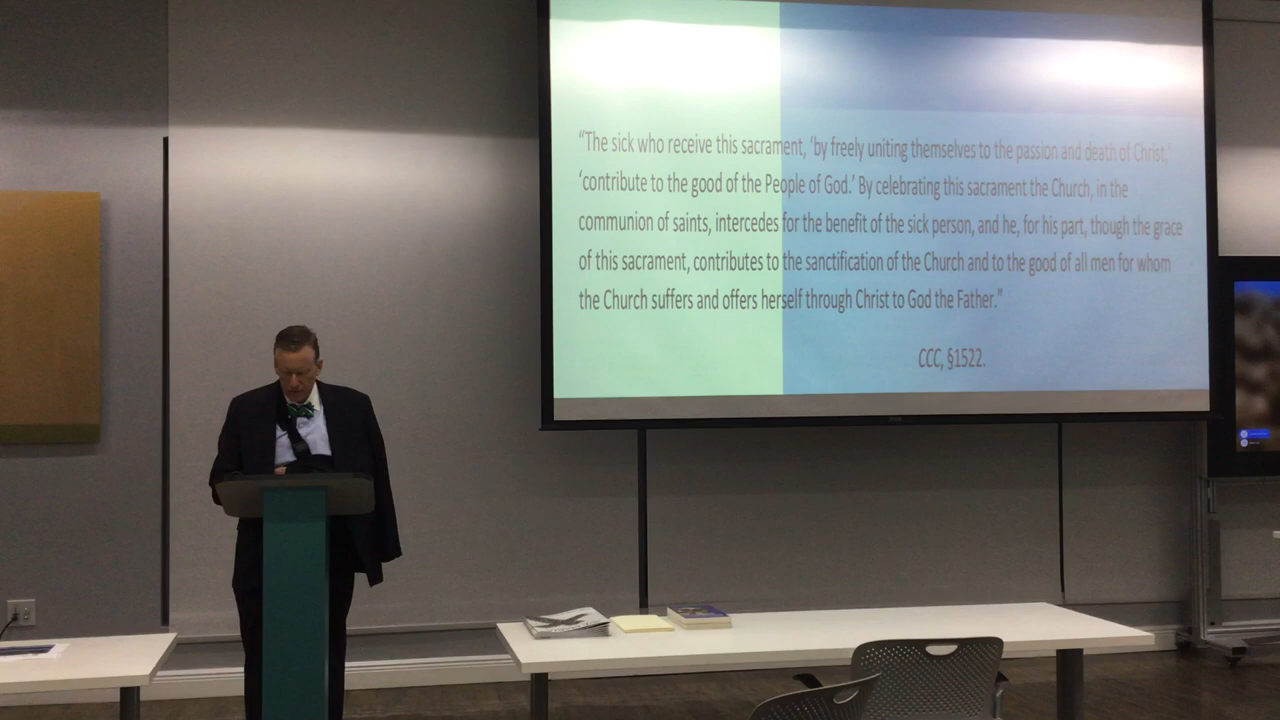 “The sick who receive this sacrament, ‘by freely uniting themselves to the passion and death of Christ,’
‘contribute to the good of the People of God.’ By celebrating this sacrament the Church, in the
communion of saints, intercedes for the benefit of the sick person, and he, for his part, though the grace
of this sacrament, contributes to the sanctification of the Church and to the good of all men for whom
the Church suffers and offers herself through Christ to God the Father.”
CCC, §1522.